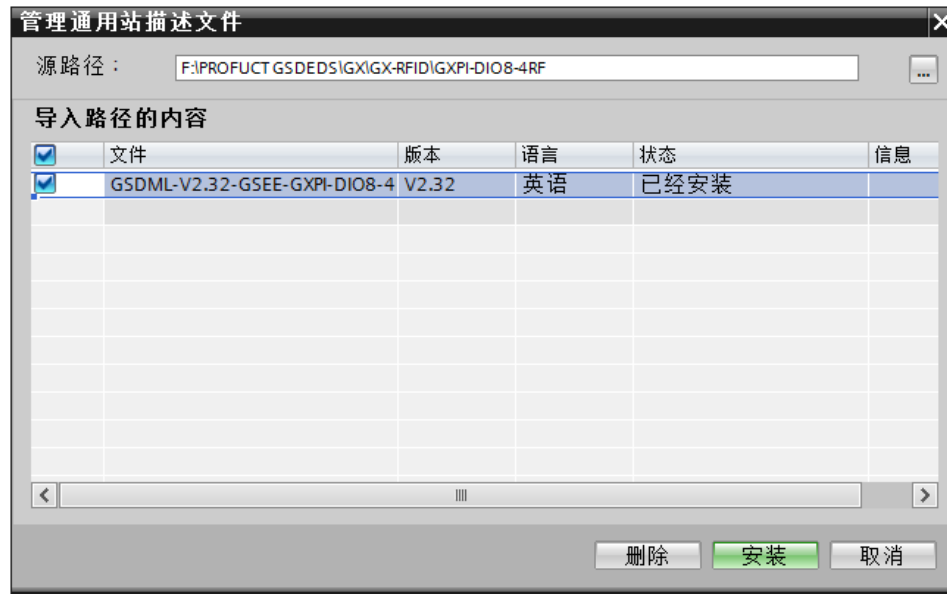 管理通用站描述文件
源路径： F:\PROFUCT GSDEDS\GX\GX-RFID\GXPI-DIO8-4RF ...
导入路径的内容
文件 版本 语言 状态 信息
GSDML-V2.32-GSEE-GXPI-DIO8-4 V2.32 英语 已经安装
删除 安装 取消